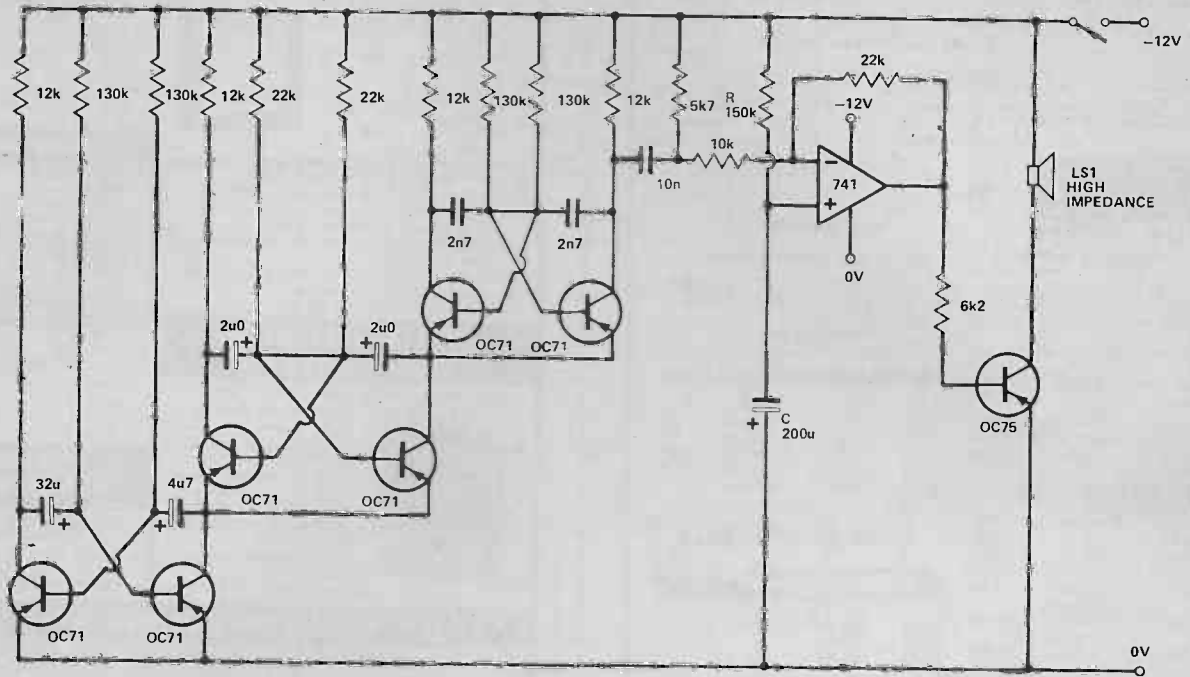 -12V
12k
130k
130k
12k
22k
22k
12k
130k
130k
12k
5k7
R
150k
22k
-12V
10k
10n
-
741
+
0V
LS1
HIGH
IMPEDANCE
2n7
2n7
OC71
OC71
6k2
2u0
+
2u0
+
C
200u
+
OC75
OC71
OC71
32u
+
4u7
+
OC71
OC71
0V